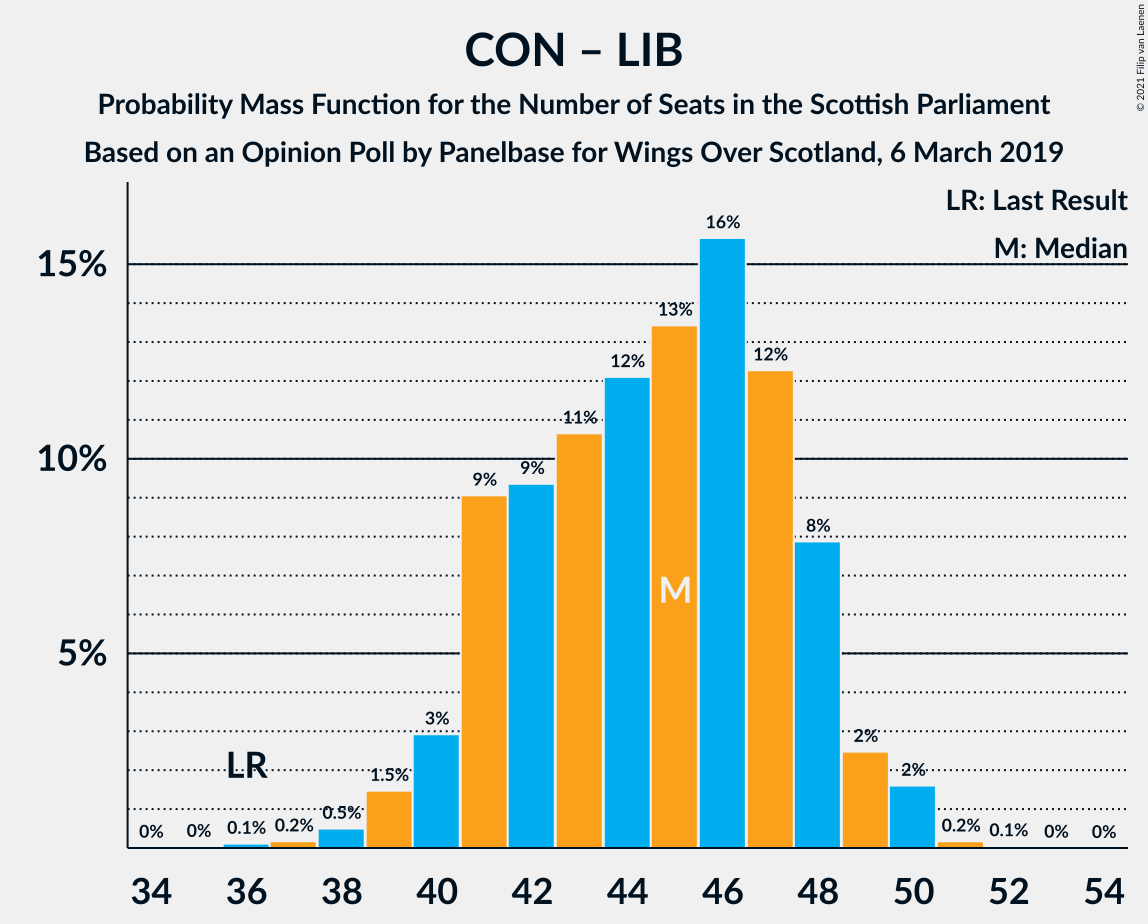 CON – LIB
Probability Mass Function for the Number of Seats in the Scottish Parliament
Based on an Opinion Poll by Panelbase for Wings Over Scotland, 6 March 2019
© 2021 Filip van Laenen
LR: Last Result
M: Median
15%
10%
5%
0% 0% 0.1% 0.2% 0.5% 1.5% 3% 9% 9% 11% 12% 13% 16% 12% 8% 2% 2% 0.2% 0.1% 0% 0%
LR
M
34 36 38 40 42 44 46 48 50 52 54